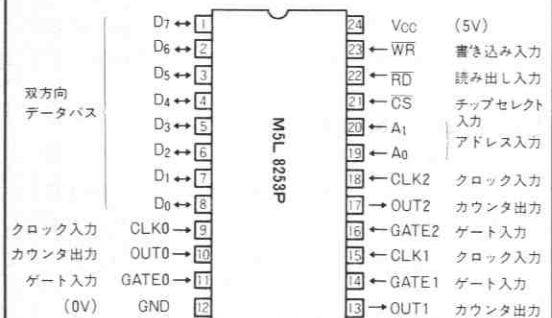 D7 ↔ 1
D6 ↔ 2
D5 ↔ 3
D4 ↔ 4
D3 ↔ 5
D2 ↔ 6
D1 ↔ 7
D0 ↔ 8
双方向
データバス
クロック入力 CLK0 → 9
カウンタ出力 OUT0 ← 10
ゲート入力 GATE0 → 11
(0V) GND 12
M5L 8253P
24 VCC (5V)
23 ← W̅R̅ 書き込み入力
22 ← R̅D̅ 読み出し入力
21 ← C̅S̅ チップセレクト
入力
20 ← A1
アドレス入力
19 ← A0
18 ← CLK2 クロック入力
17 → OUT2 カウンタ出力
16 ← GATE2 ゲート入力
15 ← CLK1 クロック入力
14 ← GATE1 ゲート入力
13 → OUT1 カウンタ出力